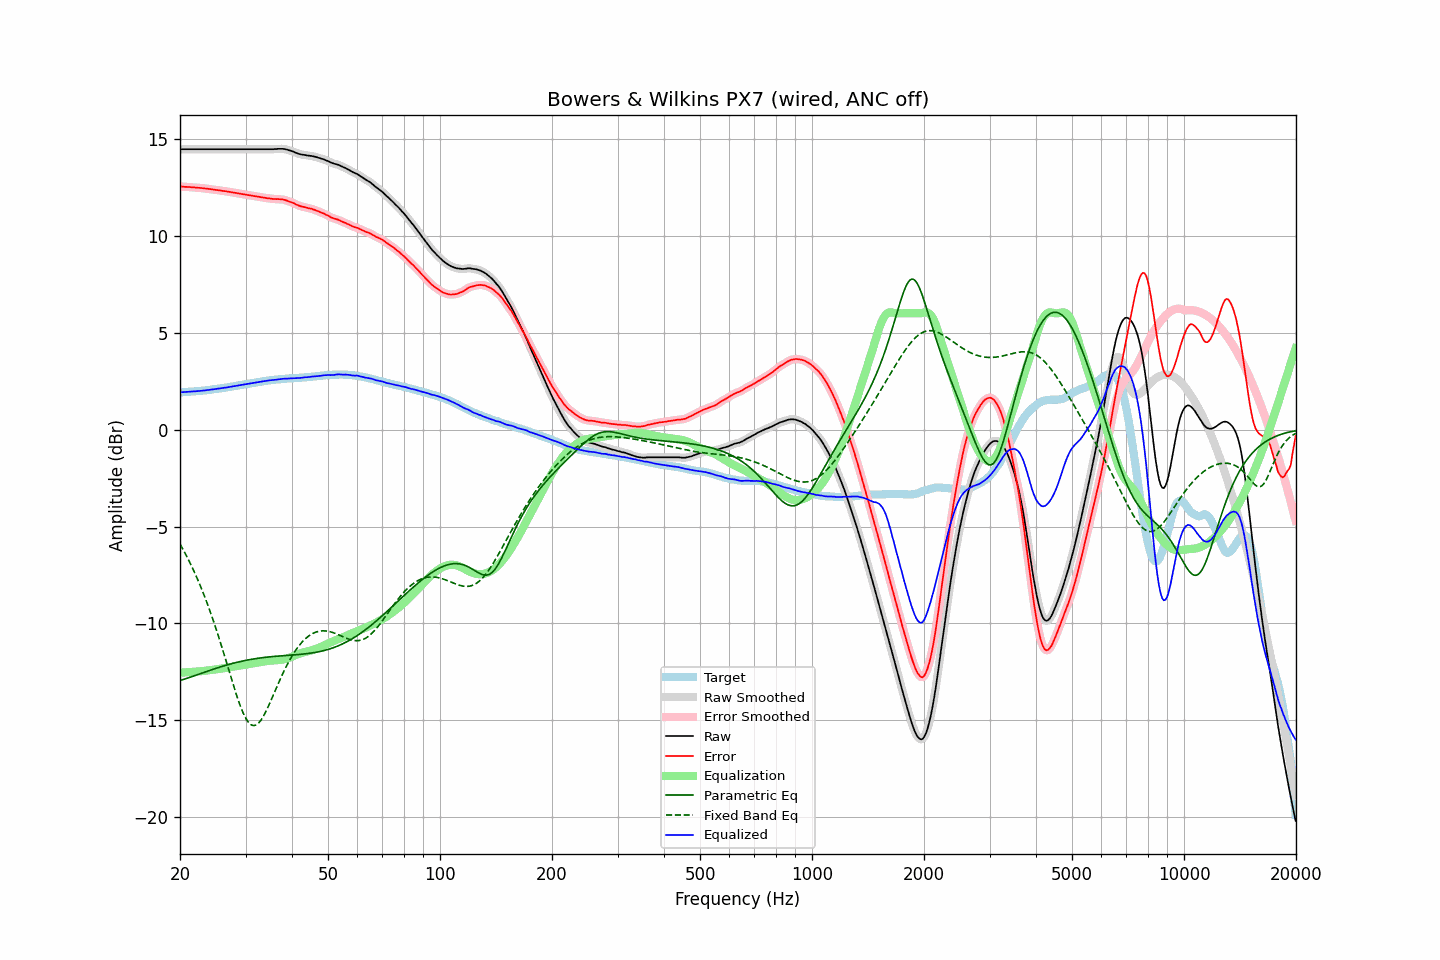 Bowers & Wilkins PX7 (wired, ANC off)
15
10
5
0
−5
−10
−15
−20
Amplitude (dBr)
Target
Raw Smoothed
Error Smoothed
Raw
Error
Equalization
Parametric Eq
Fixed Band Eq
Equalized
20 50 100 200 500 1000 2000 5000 10000 20000
Frequency (Hz)